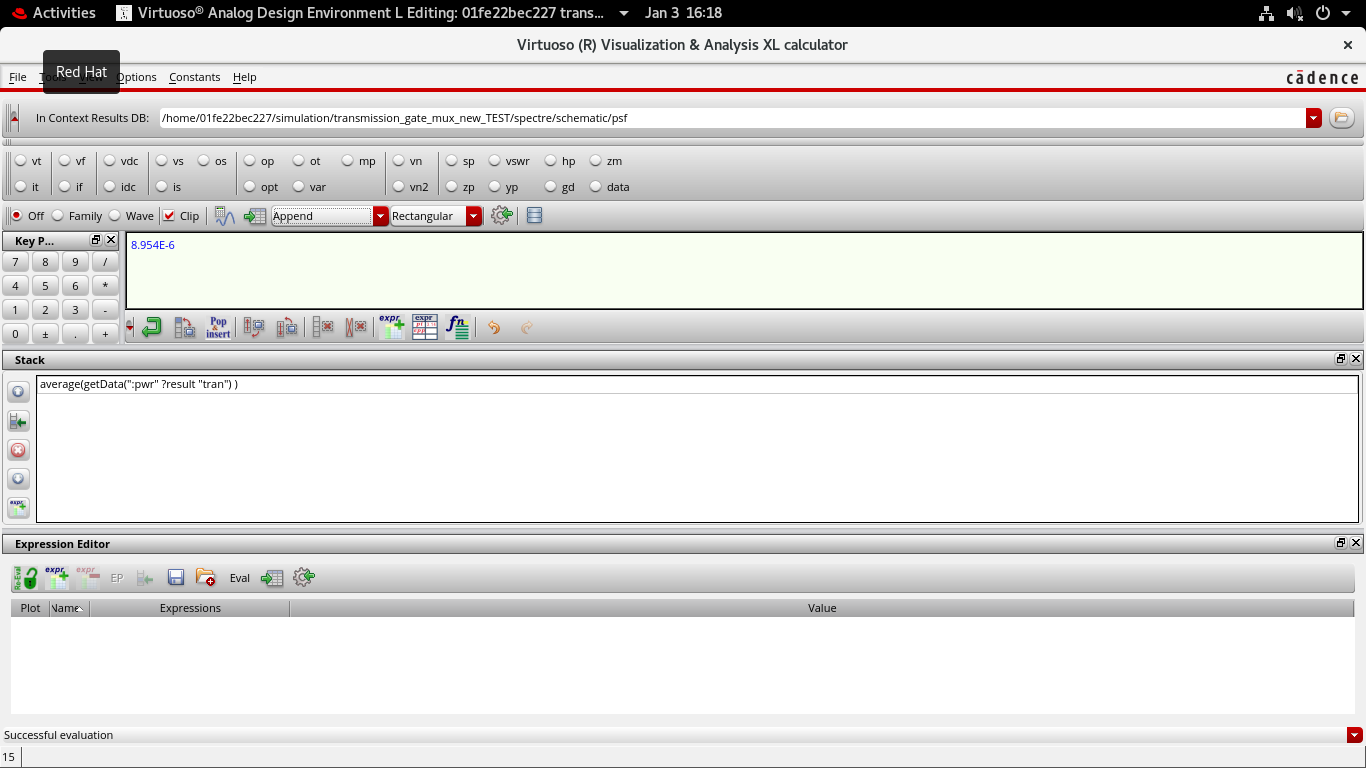 Activities
Virtuoso® Analog Design Environment L Editing: 01fe22bec227 trans...
Jan 3 16:18
Virtuoso (R) Visualization & Analysis XL calculator
Red Hat
File Options Constants Help
cādence
In Context Results DB: /home/01fe22bec227/simulation/transmission_gate_mux_new_TEST/spectre/schematic/psf
vt vf vdc vs os op ot mp vn sp vswr hp zm
it if idc is opt var vn2 zp yp gd data
Off Family Wave Clip Append Rectangular
Key P...
7 8 9 /
4 5 6 *
1 2 3 -
0 ± . +
8.954E-6
Pop & insert expr expr fn
Stack
average(getData(":pwr" ?result "tran") )
expr
Expression Editor
Re-Eval expr expr EP Eval
Plot Name Expressions Value
Successful evaluation
15